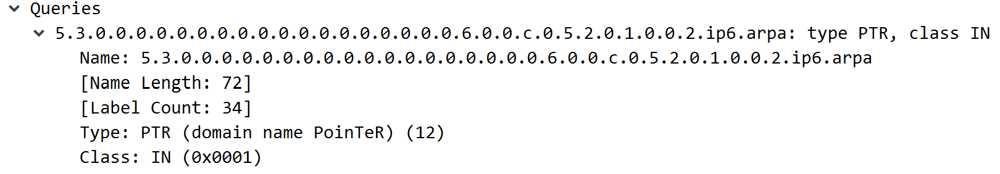 Queries
5.3.0.0.0.0.0.0.0.0.0.0.0.0.0.0.0.0.0.0.6.0.0.c.0.5.2.0.1.0.0.2.ip6.arpa: type PTR, class IN
Name: 5.3.0.0.0.0.0.0.0.0.0.0.0.0.0.0.0.0.0.0.6.0.0.c.0.5.2.0.1.0.0.2.ip6.arpa
[Name Length: 72]
[Label Count: 34]
Type: PTR (domain name PoinTeR) (12)
Class: IN (0x0001)